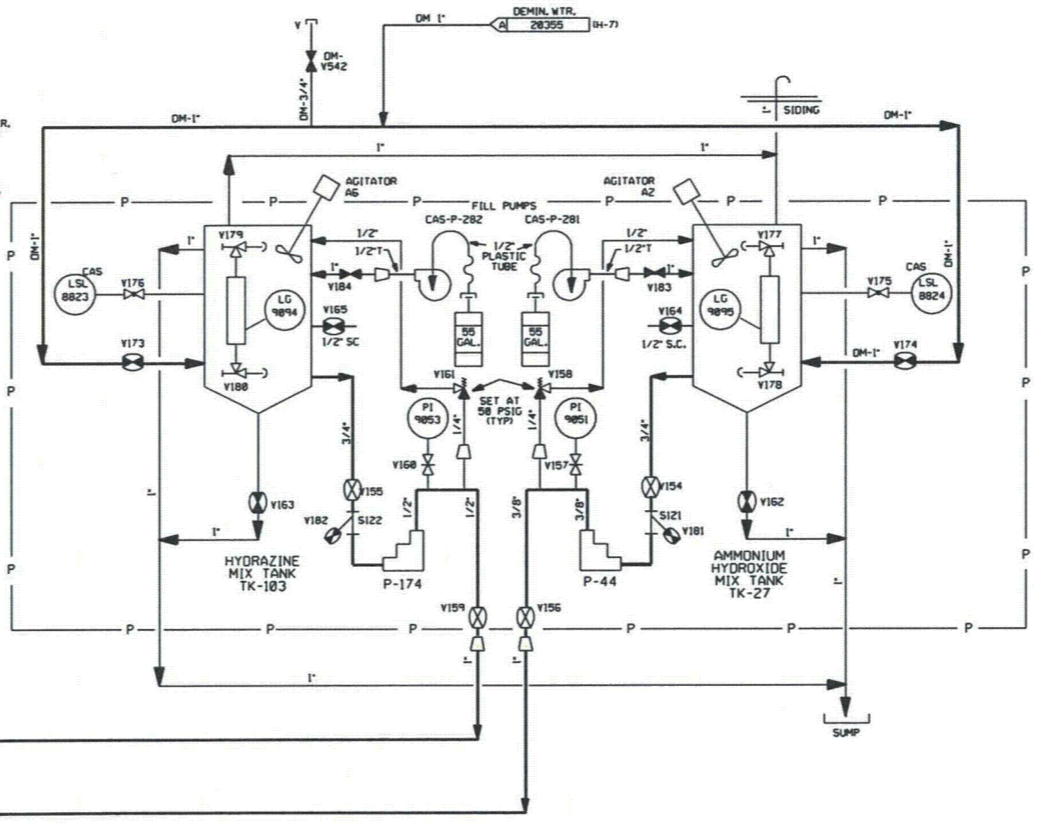 DEMIN. WTR.
DM 1"
A
20355
(H-7)
V
DM-
V542
DM-3/4"
1"
SIDING
R.
DM-1"
DM-1"
1"
1"
AGITATOR
A6
AGITATOR
A2
P
P
P
FILL PUMPS
P
P
P
CAS-P-282
CAS-P-281
DM-1"
P
1"
V179
1/2"
1/2"T
1/2"
PLASTIC
TUBE
1/2"
1/2"T
V177
1"
DM-1"
P
CAS
LSL
8823
V176
1"
V184
1"
V183
V175
CAS
LSL
8824
LG
9094
V165
1/2" SC
55
GAL.
55
GAL.
V164
1/2" S.C.
LG
9095
V173
V174
DM-1"
P
V180
V161
V158
V178
P
SET AT
50 PSIG
(TYP)
PI
9053
1/4"
1/4"
PI
9051
3/4"
3/4"
V160
V157
1"
V163
V155
1/2"
1/2"
3/8"
3/8"
V154
V162
V182
S122
S121
V181
1"
1"
P
P
HYDRAZINE
MIX TANK
TK-103
P-174
P-44
AMMONIUM
HYDROXIDE
MIX TANK
TK-27
1"
V159
V156
P
P
P
P
P
P
1"
1"
1"
SUMP